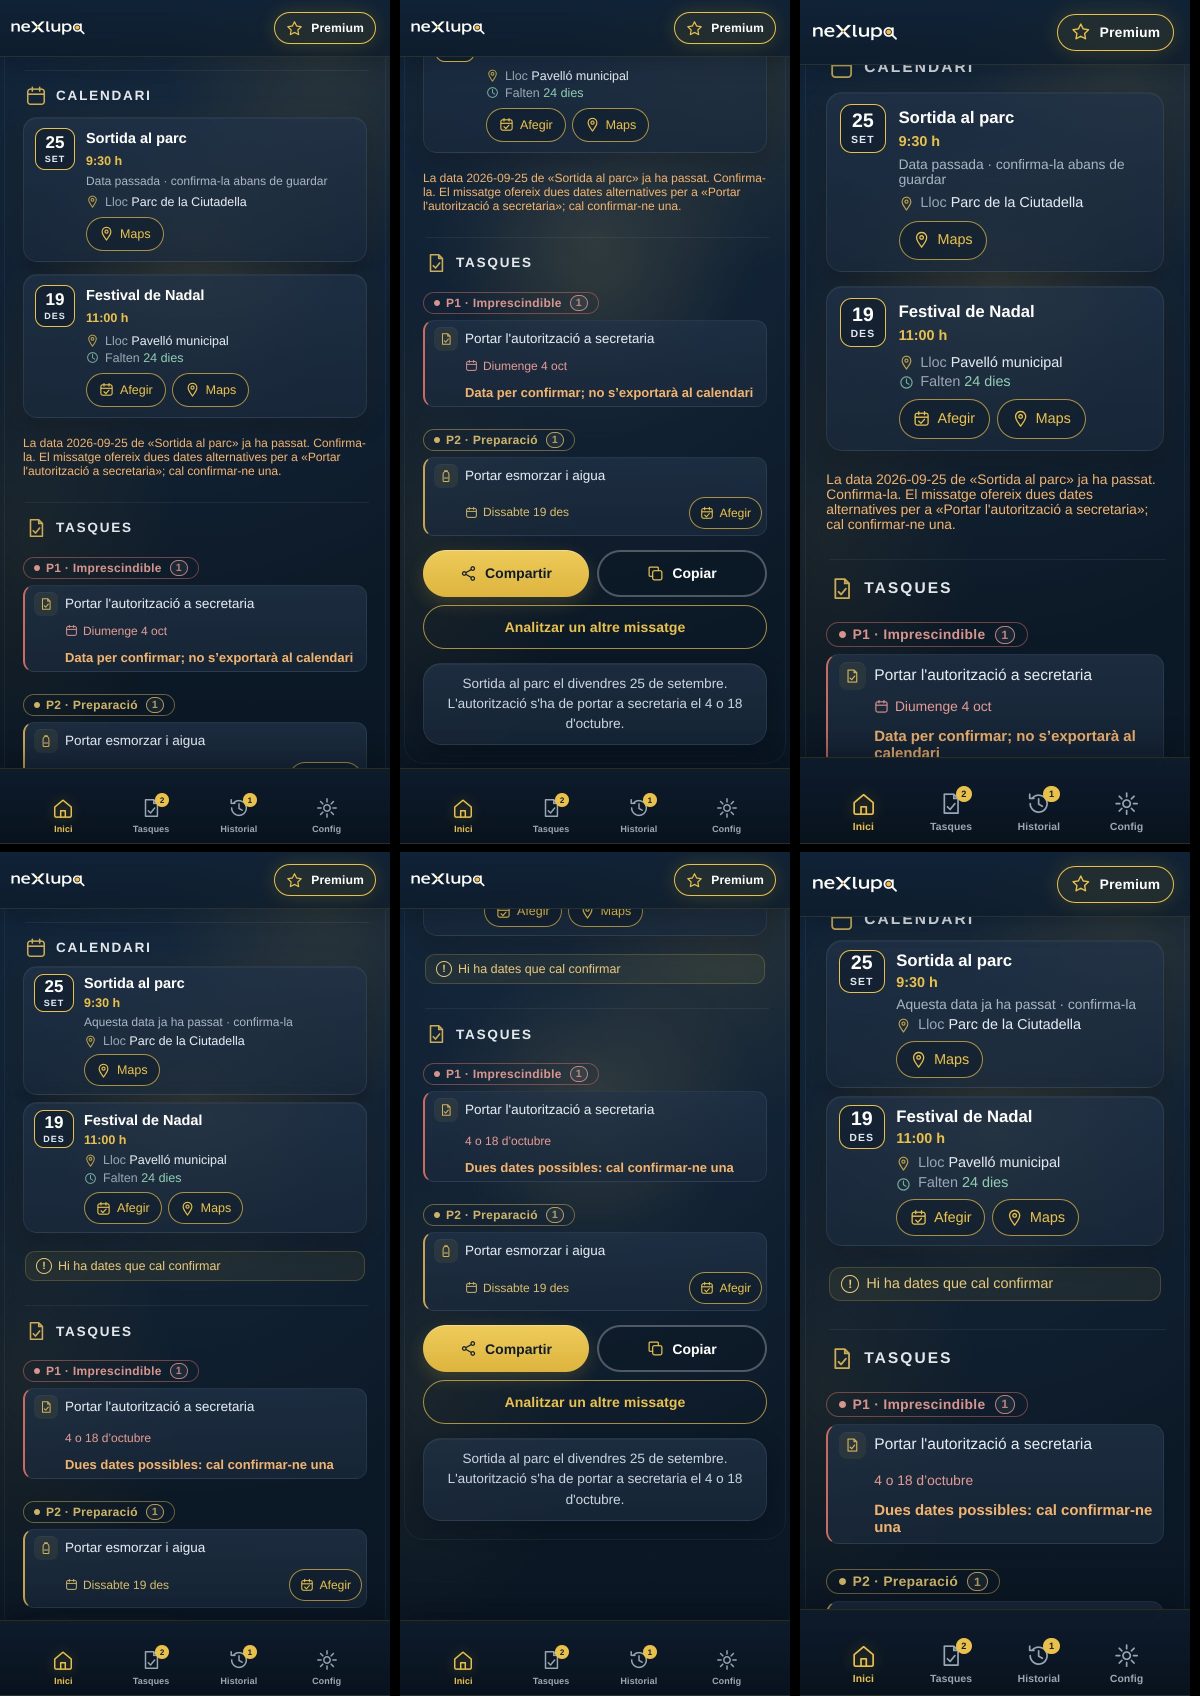 neXlupa
Premium
CALENDARI
25
SET
Sortida al parc
9:30 h
Data passada · confirma-la abans de guardar
Lloc Parc de la Ciutadella
Maps
19
DES
Festival de Nadal
11:00 h
Lloc Pavelló municipal
Falten 24 dies
Afegir
Maps
La data 2026-09-25 de «Sortida al parc» ja ha passat. Confirma-
la. El missatge ofereix dues dates alternatives per a «Portar
l'autorització a secretaria»; cal confirmar-ne una.
TASQUES
P1 · Imprescindible 1
Portar l'autorització a secretaria
Diumenge 4 oct
Data per confirmar; no s’exportarà al calendari
P2 · Preparació 1
Portar esmorzar i aigua
2
1
Inici
Tasques
Historial
Config
neXlupa
Premium
Lloc Pavelló municipal
Falten 24 dies
Afegir
Maps
La data 2026-09-25 de «Sortida al parc» ja ha passat. Confirma-
la. El missatge ofereix dues dates alternatives per a «Portar
l'autorització a secretaria»; cal confirmar-ne una.
TASQUES
P1 · Imprescindible 1
Portar l'autorització a secretaria
Diumenge 4 oct
Data per confirmar; no s’exportarà al calendari
P2 · Preparació 1
Portar esmorzar i aigua
Dissabte 19 des
Afegir
Compartir
Copiar
Analitzar un altre missatge
Sortida al parc el divendres 25 de setembre.
L'autorització s'ha de portar a secretaria el 4 o 18
d'octubre.
2
1
Inici
Tasques
Historial
Config
neXlupa
Premium
CALENDARI
25
SET
Sortida al parc
9:30 h
Data passada · confirma-la abans de
guardar
Lloc Parc de la Ciutadella
Maps
19
DES
Festival de Nadal
11:00 h
Lloc Pavelló municipal
Falten 24 dies
Afegir
Maps
La data 2026-09-25 de «Sortida al parc» ja ha passat.
Confirma-la. El missatge ofereix dues dates
alternatives per a «Portar l'autorització a secretaria»;
cal confirmar-ne una.
TASQUES
P1 · Imprescindible 1
Portar l'autorització a secretaria
Diumenge 4 oct
Data per confirmar; no s’exportarà al
calendari
2
1
Inici
Tasques
Historial
Config
neXlupa
Premium
CALENDARI
25
SET
Sortida al parc
9:30 h
Aquesta data ja ha passat · confirma-la
Lloc Parc de la Ciutadella
Maps
19
DES
Festival de Nadal
11:00 h
Lloc Pavelló municipal
Falten 24 dies
Afegir
Maps
Hi ha dates que cal confirmar
TASQUES
P1 · Imprescindible 1
Portar l'autorització a secretaria
4 o 18 d’octubre
Dues dates possibles: cal confirmar-ne una
P2 · Preparació 1
Portar esmorzar i aigua
Dissabte 19 des
Afegir
2
1
Inici
Tasques
Historial
Config
neXlupa
Premium
Afegir
Maps
Hi ha dates que cal confirmar
TASQUES
P1 · Imprescindible 1
Portar l'autorització a secretaria
4 o 18 d’octubre
Dues dates possibles: cal confirmar-ne una
P2 · Preparació 1
Portar esmorzar i aigua
Dissabte 19 des
Afegir
Compartir
Copiar
Analitzar un altre missatge
Sortida al parc el divendres 25 de setembre.
L'autorització s'ha de portar a secretaria el 4 o 18
d'octubre.
2
1
Inici
Tasques
Historial
Config
neXlupa
Premium
CALENDARI
25
SET
Sortida al parc
9:30 h
Aquesta data ja ha passat · confirma-la
Lloc Parc de la Ciutadella
Maps
19
DES
Festival de Nadal
11:00 h
Lloc Pavelló municipal
Falten 24 dies
Afegir
Maps
Hi ha dates que cal confirmar
TASQUES
P1 · Imprescindible 1
Portar l'autorització a secretaria
4 o 18 d’octubre
Dues dates possibles: cal confirmar-ne
una
P2 · Preparació 1
2
1
Inici
Tasques
Historial
Config